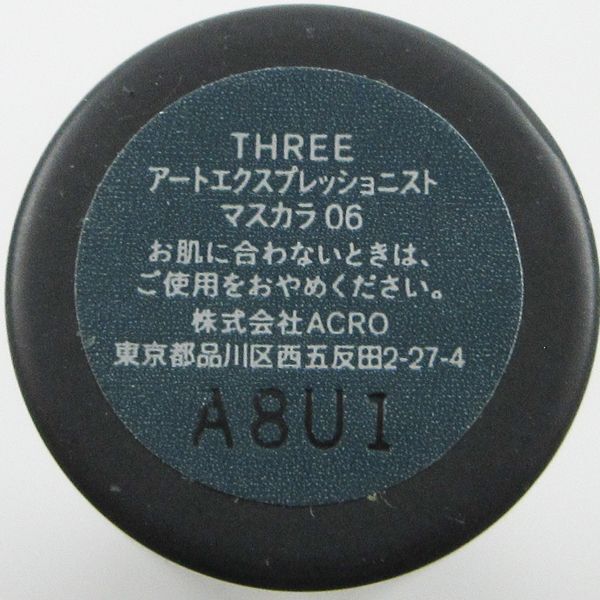 THREE
アートエクスプレッショニスト
マスカラ 06
お肌に合わないときは、
ご使用をおやめください。
株式会社ACRO
東京都品川区西五反田2-27-4
A8U1